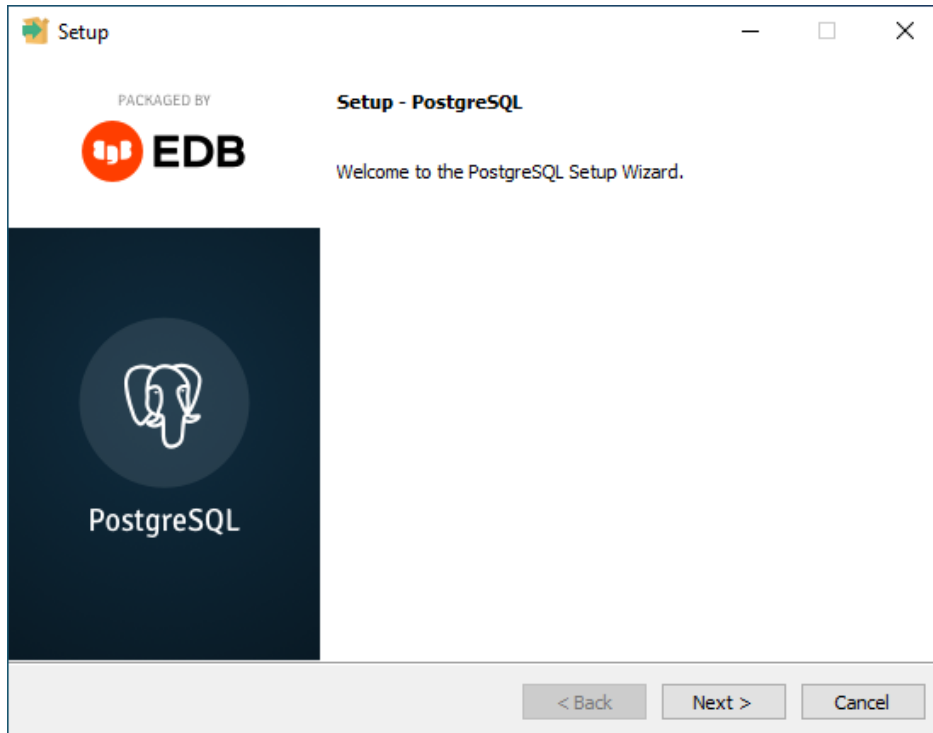 Setup
PACKAGED BY
EDB
Setup - PostgreSQL
Welcome to the PostgreSQL Setup Wizard.
PostgreSQL
< Back
Next >
Cancel